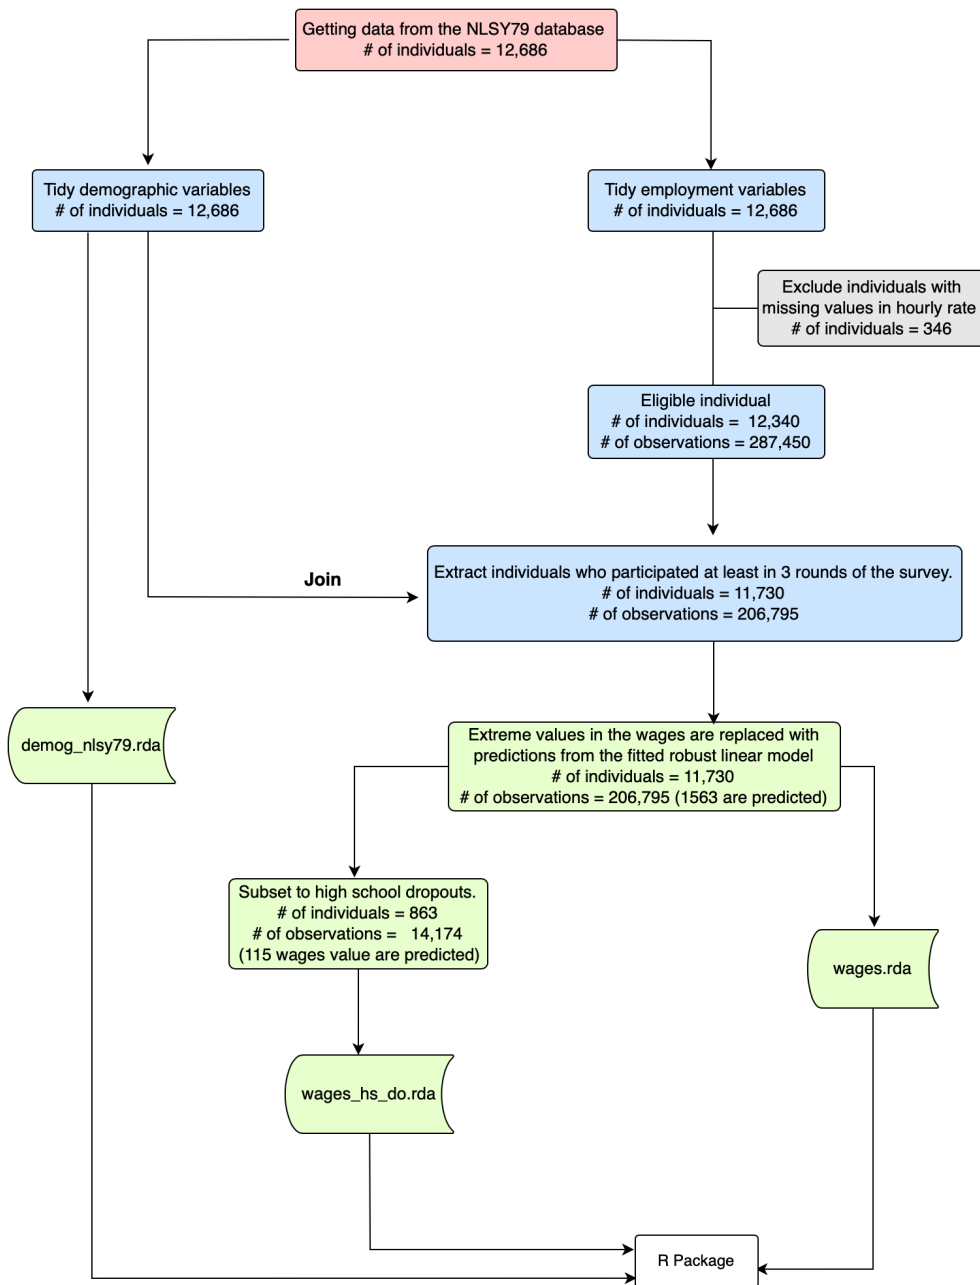 Getting data from the NLSY79 database
# of individuals = 12,686
Tidy demographic variables
# of individuals = 12,686
Tidy employment variables
# of individuals = 12,686
Exclude individuals with
missing values in hourly rate
# of individuals = 346
Eligible individual
# of individuals = 12,340
# of observations = 287,450
Join
Extract individuals who participated at least in 3 rounds of the survey.
# of individuals = 11,730
# of observations = 206,795
demog_nlsy79.rda
Extreme values in the wages are replaced with
predictions from the fitted robust linear model
# of individuals = 11,730
# of observations = 206,795 (1563 are predicted)
Subset to high school dropouts.
# of individuals = 863
# of observations = 14,174
(115 wages value are predicted)
wages.rda
wages_hs_do.rda
R Package